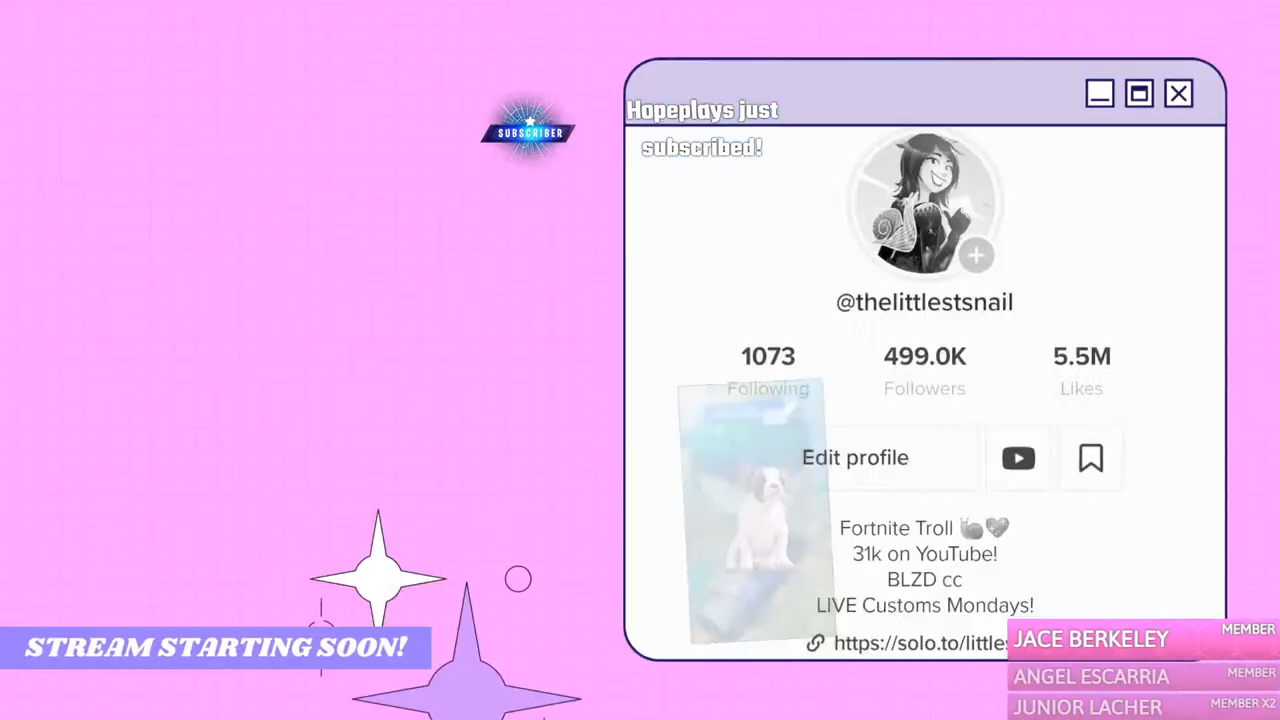 Hopeplays just
subscribed!
SUBSCRIBER
@thelittlestsnail
1073 499.0K 5.5M
Following Followers Likes
Edit profile
Fortnite Troll 🐌💖
31k on YouTube!
BLZD cc
LIVE Customs Mondays!
https://solo.to/little
STREAM STARTING SOON!
JACE BERKELEY MEMBER
ANGEL ESCARRIA MEMBER
JUNIOR LACHER MEMBER X2